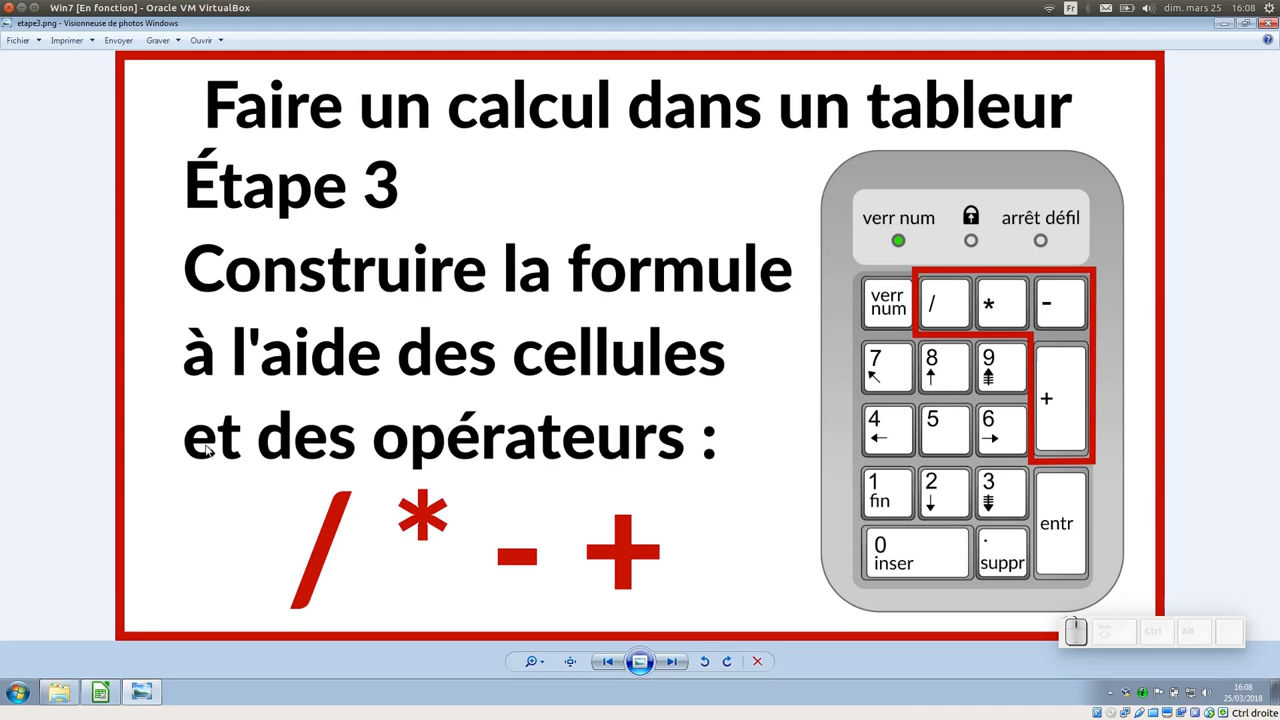 Win7 [En fonction] - Oracle VM VirtualBox
Fr
dim. mars 25
16:08
etape3.png - Visionneuse de photos Windows
Fichier
Imprimer
Envoyer
Graver
Ouvrir
Faire un calcul dans un tableur
Étape 3
Construire la formule
à l'aide des cellules
et des opérateurs :
/ * - +
verr num
arrêt défil
verr num
/
*
-
7
8
9
+
4
5
6
1 fin
2
3
entr
0 inser
. suppr
Ctrl
Alt
16:08
25/03/2018
Ctrl droite